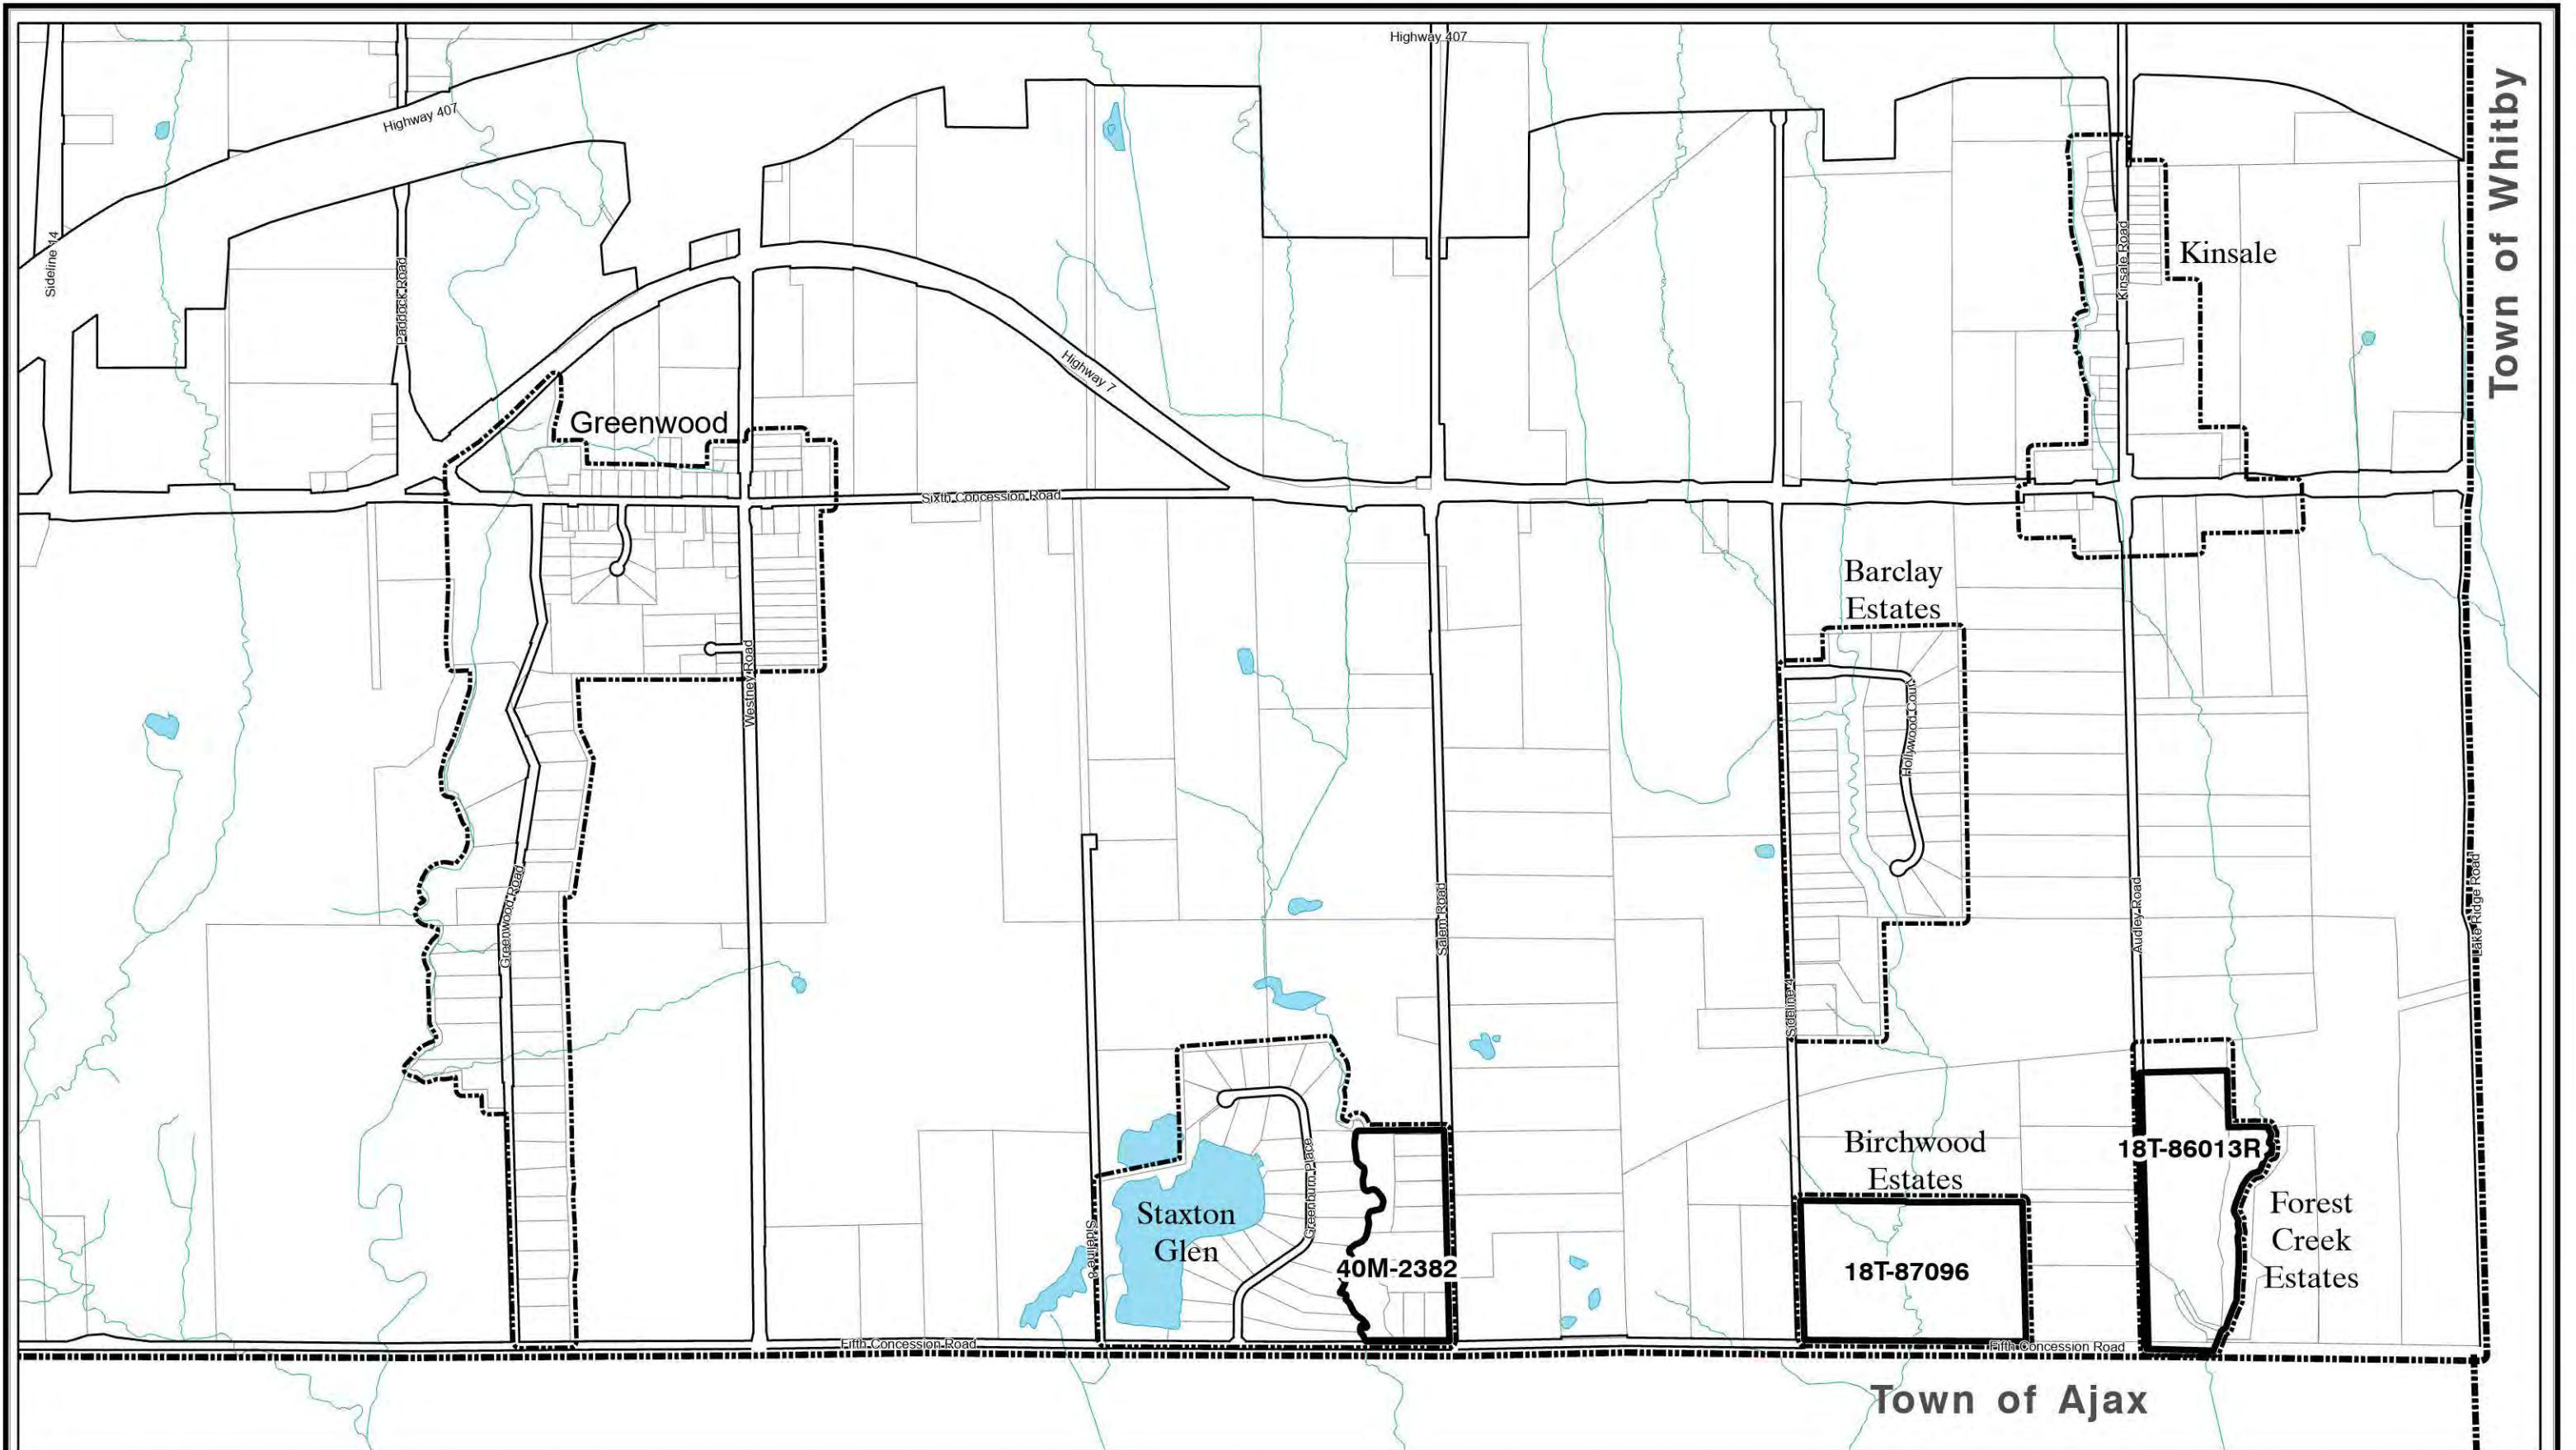 Highway 407
Highway 407
Town of Whitby
Sideline 14
Paddock Road
Kinsale Road
Kinsale
Highway 7
Greenwood
Sixth Concession Road
Barclay
Estates
Westney Road
Hollywood Court
Greenwood Road
Salem Road
Audley Road
Lake Ridge Road
Sideline 4
Birchwood
Estates
18T-86013R
Staxton
Glen
Greenburn Place
Sideline 8
Forest
Creek
Estates
40M-2382
18T-87096
Fifth Concession Road
Fifth Concession Road
Town of Ajax